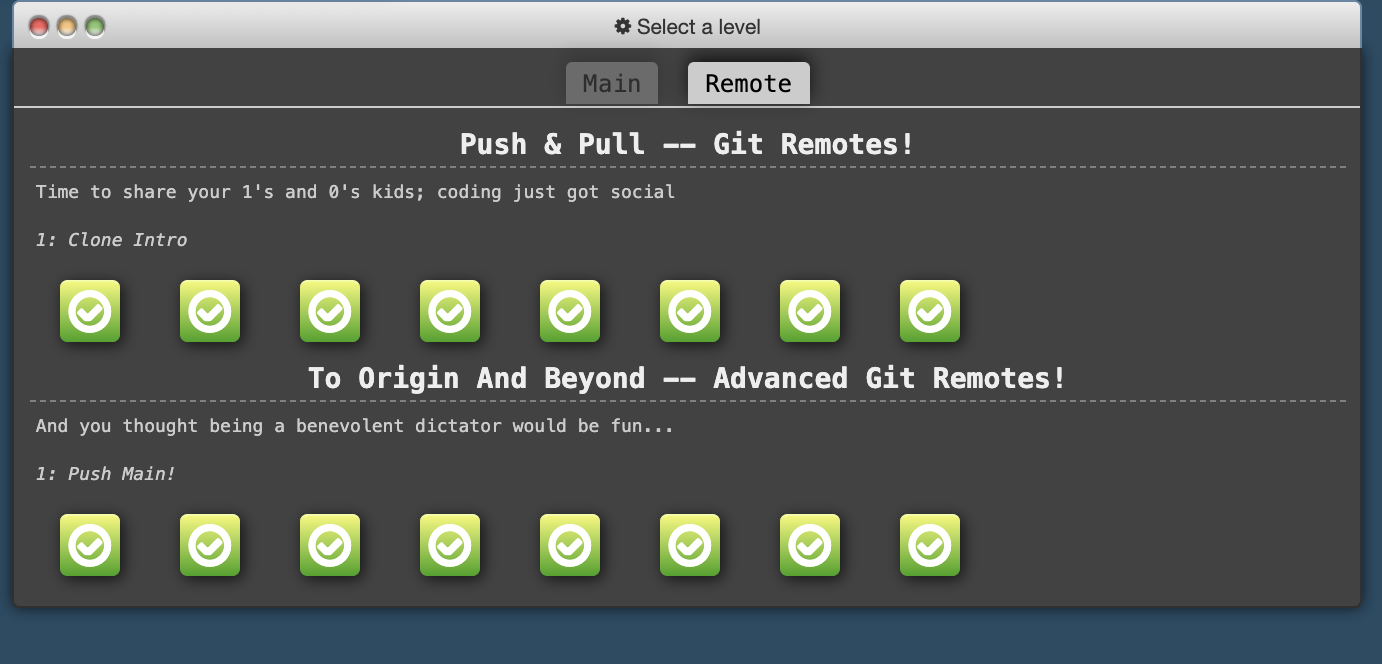 Select a level
Main
Remote
Push & Pull -- Git Remotes!
Time to share your 1's and 0's kids; coding just got social
1: Clone Intro
To Origin And Beyond -- Advanced Git Remotes!
And you thought being a benevolent dictator would be fun...
1: Push Main!